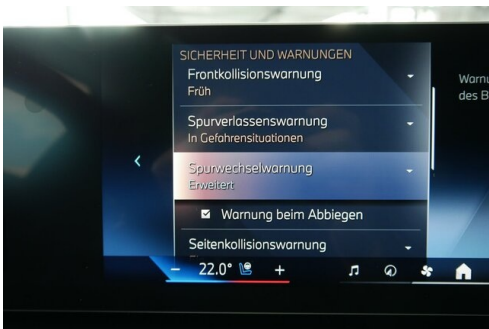 SICHERHEIT UND WARNUNGEN
Frontkollisionswarnung
Früh
Spurverlassenswarnung
In Gefahrensituationen
Spurwechselwarnung
Erweitert
Warnung beim Abbiegen
Seitenkollisionswarnung
- 22.0° +